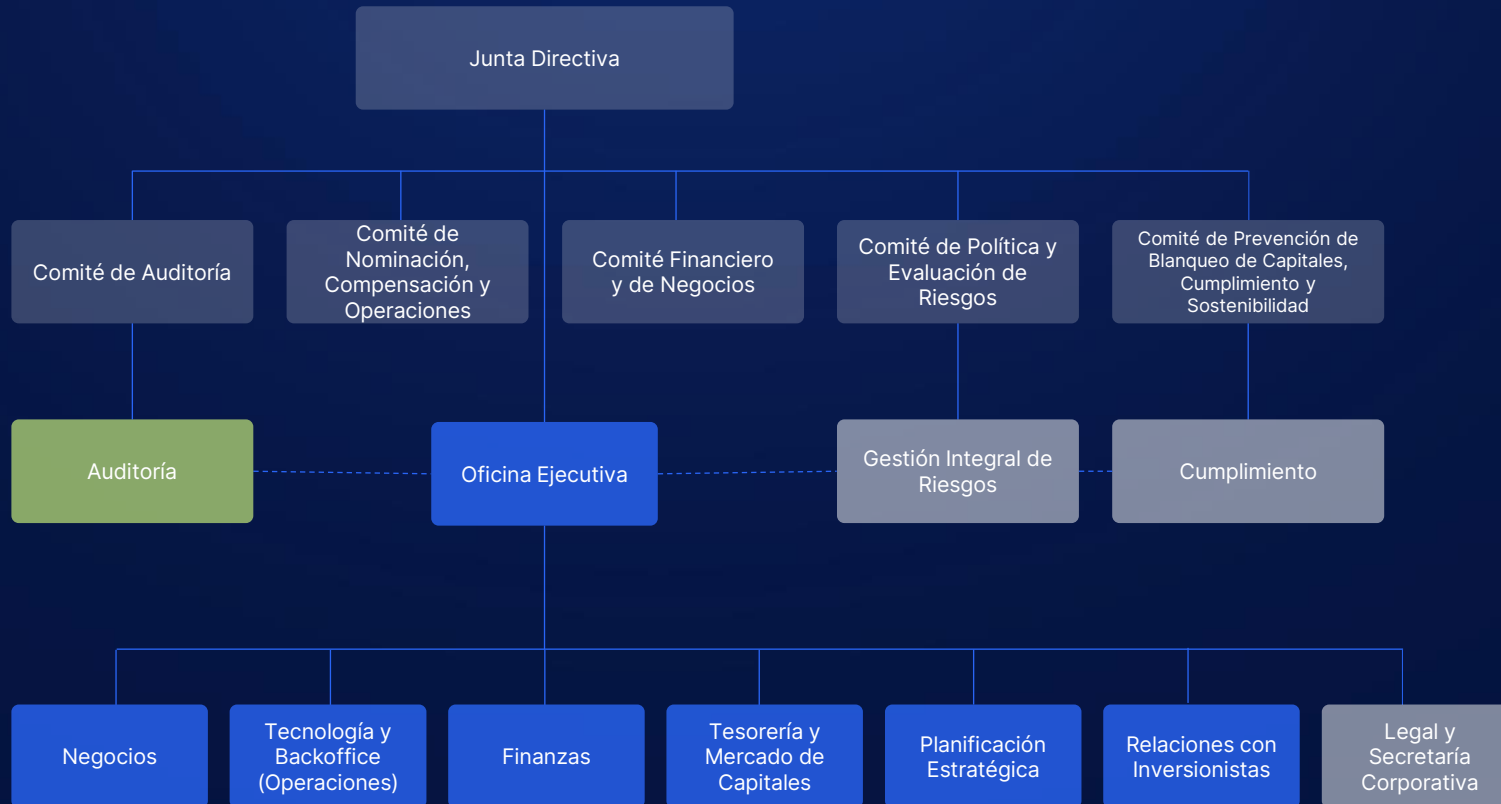 Junta Directiva
Comité de Auditoría
Comité de
Nominación,
Compensación y
Operaciones
Comité Financiero
y de Negocios
Comité de Política y
Evaluación de
Riesgos
Comité de Prevención de
Blanqueo de Capitales,
Cumplimiento y
Sostenibilidad
Auditoría
Oficina Ejecutiva
Gestión Integral de
Riesgos
Cumplimiento
Negocios
Tecnología y
Backoffice
(Operaciones)
Finanzas
Tesorería y
Mercado de
Capitales
Planificación
Estratégica
Relaciones con
Inversionistas
Legal y
Secretaría
Corporativa